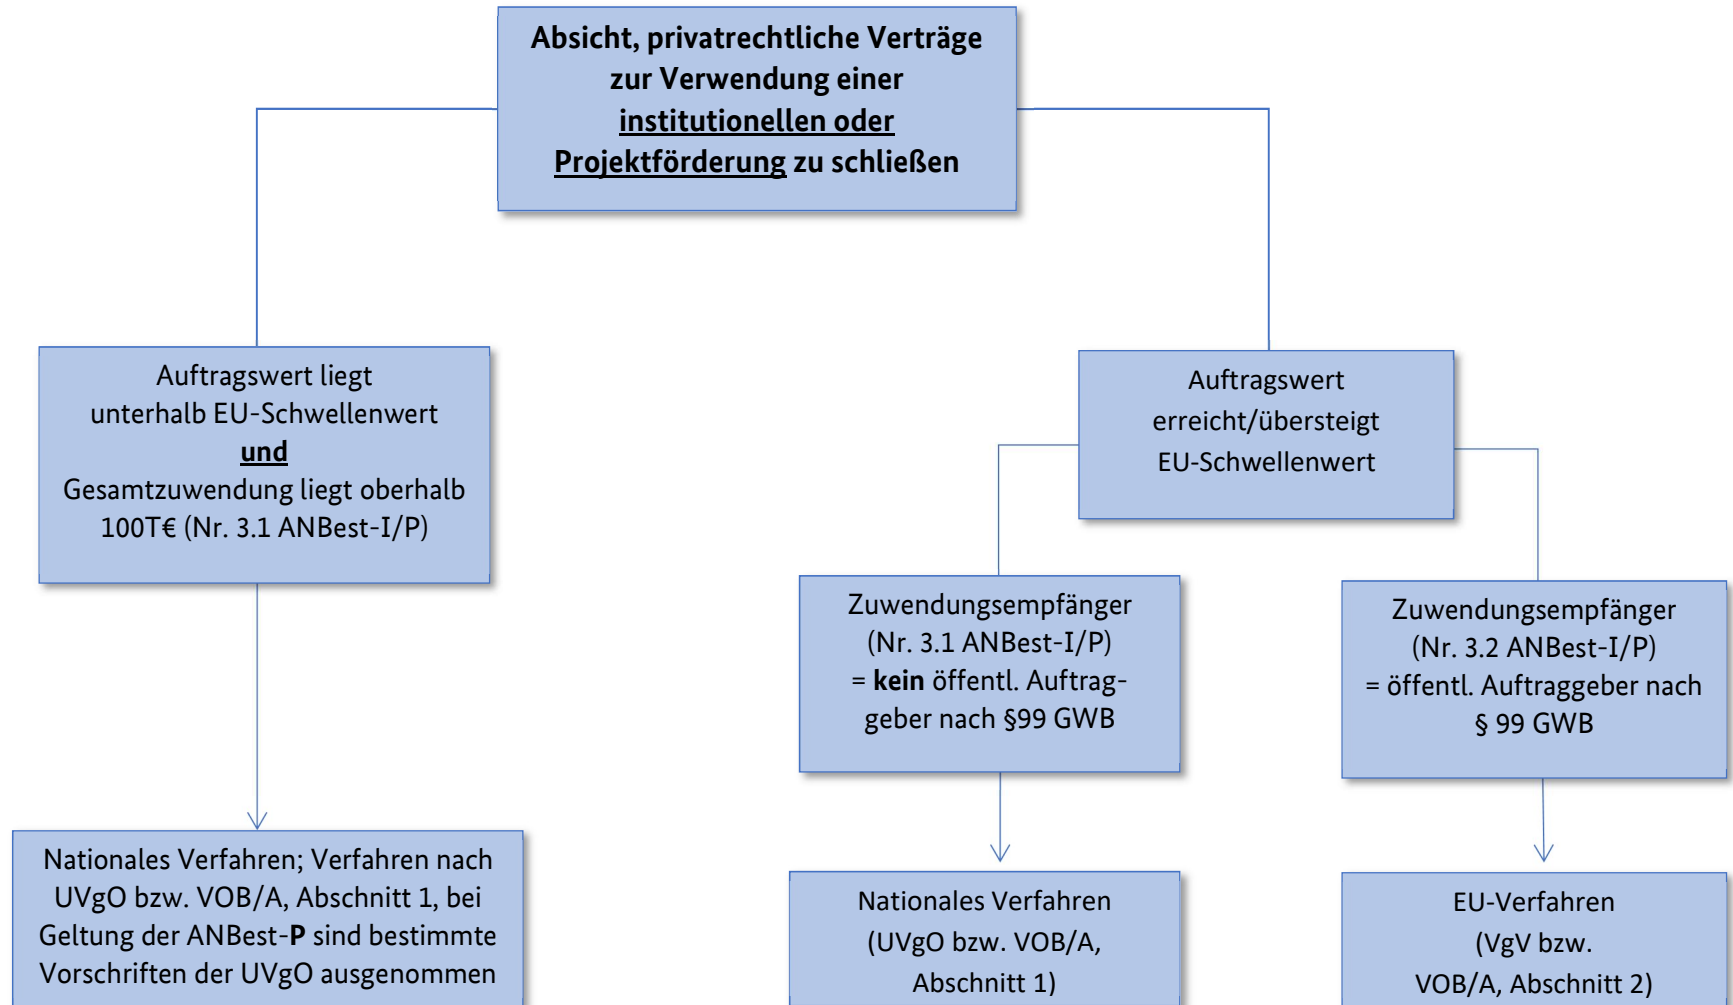 Absicht, privatrechtliche Verträge
zur Verwendung einer
institutionellen oder
Projektförderung zu schließen
Auftragswert liegt
unterhalb EU-Schwellenwert
und
Gesamtzuwendung liegt oberhalb
100T€ (Nr. 3.1 ANBest-I/P)
Auftragswert
erreicht/übersteigt
EU-Schwellenwert
Zuwendungsempfänger
(Nr. 3.1 ANBest-I/P)
= kein öffentl. Auftrag-
geber nach §99 GWB
Zuwendungsempfänger
(Nr. 3.2 ANBest-I/P)
= öffentl. Auftraggeber nach
§ 99 GWB
Nationales Verfahren; Verfahren nach
UVgO bzw. VOB/A, Abschnitt 1, bei
Geltung der ANBest-P sind bestimmte
Vorschriften der UVgO ausgenommen
Nationales Verfahren
(UVgO bzw. VOB/A,
Abschnitt 1)
EU-Verfahren
(VgV bzw.
VOB/A, Abschnitt 2)